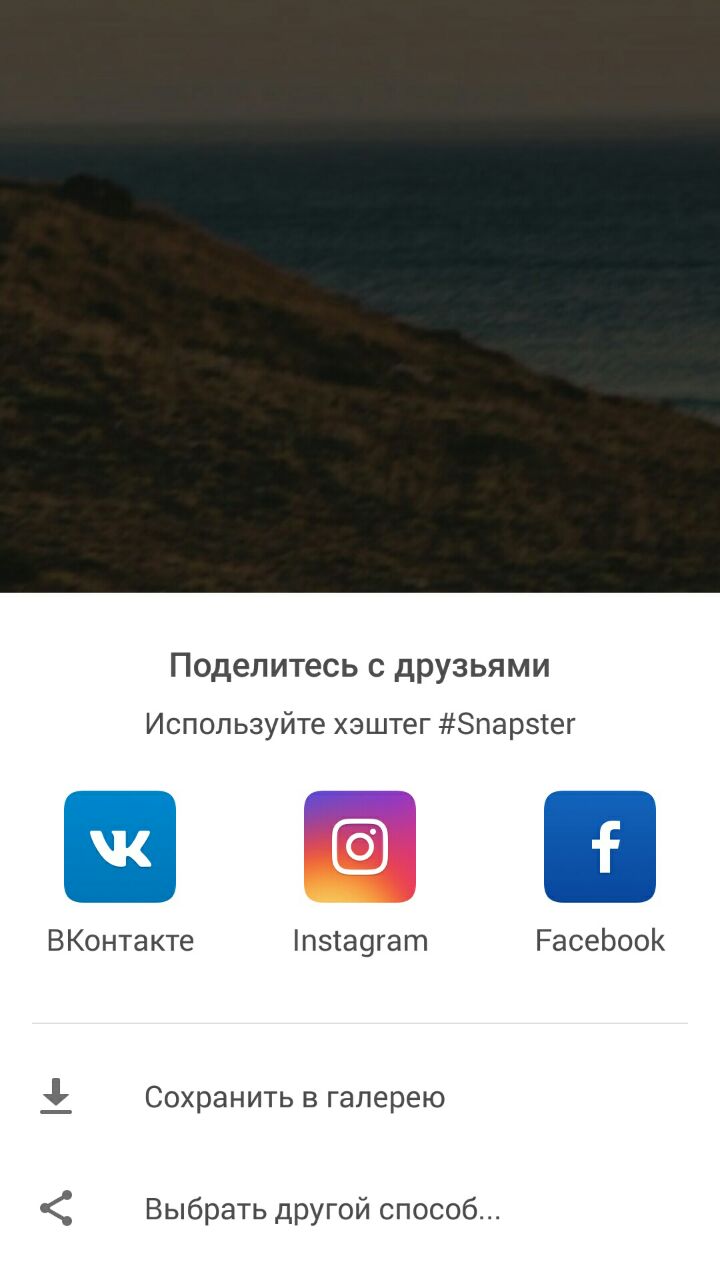 Поделитесь с друзьями
Используйте хэштег #Snapster
ВКонтакте Instagram Facebook
Сохранить в галерею
Выбрать другой способ...